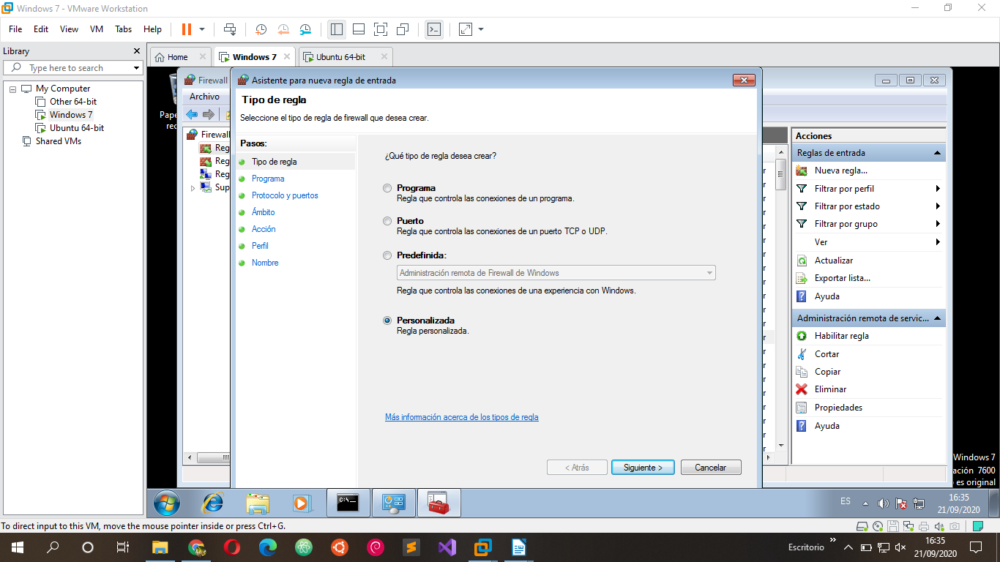 Windows 7 - VMware Workstation
File Edit View VM Tabs Help
Library
Type here to search
My Computer
Other 64-bit
Windows 7
Ubuntu 64-bit
Shared VMs
Home
Windows 7
Ubuntu 64-bit
Firewall
Archivo
Firewall
Reg
Reg
Reg
Sup
Asistente para nueva regla de entrada
Tipo de regla
Seleccione el tipo de regla de firewall que desea crear.
Pasos:
Tipo de regla
Programa
Protocolo y puertos
Ámbito
Acción
Perfil
Nombre
¿Qué tipo de regla desea crear?
Programa
Regla que controla las conexiones de un programa.
Puerto
Regla que controla las conexiones de un puerto TCP o UDP.
Predefinida:
Administración remota de Firewall de Windows
Regla que controla las conexiones de una experiencia con Windows.
Personalizada
Regla personalizada.
Más información acerca de los tipos de regla
< Atrás
Siguiente >
Cancelar
Acciones
Reglas de entrada
Nueva regla...
Filtrar por perfil
Filtrar por estado
Filtrar por grupo
Ver
Actualizar
Exportar lista...
Ayuda
Administración remota de servic...
Habilitar regla
Cortar
Copiar
Eliminar
Propiedades
Ayuda
Windows 7
ación 7600
es original
ES
16:35
21/09/2020
To direct input to this VM, move the mouse pointer inside or press Ctrl+G.
Escritorio
16:35
21/09/2020